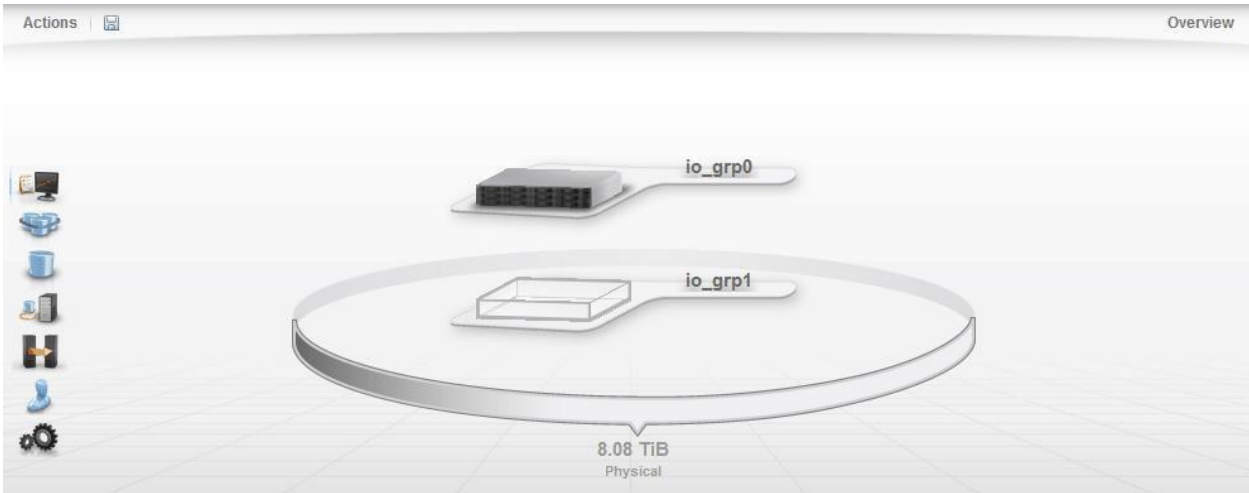 Actions
Overview
io_grp0
io_grp1
8.08 TiB
Physical